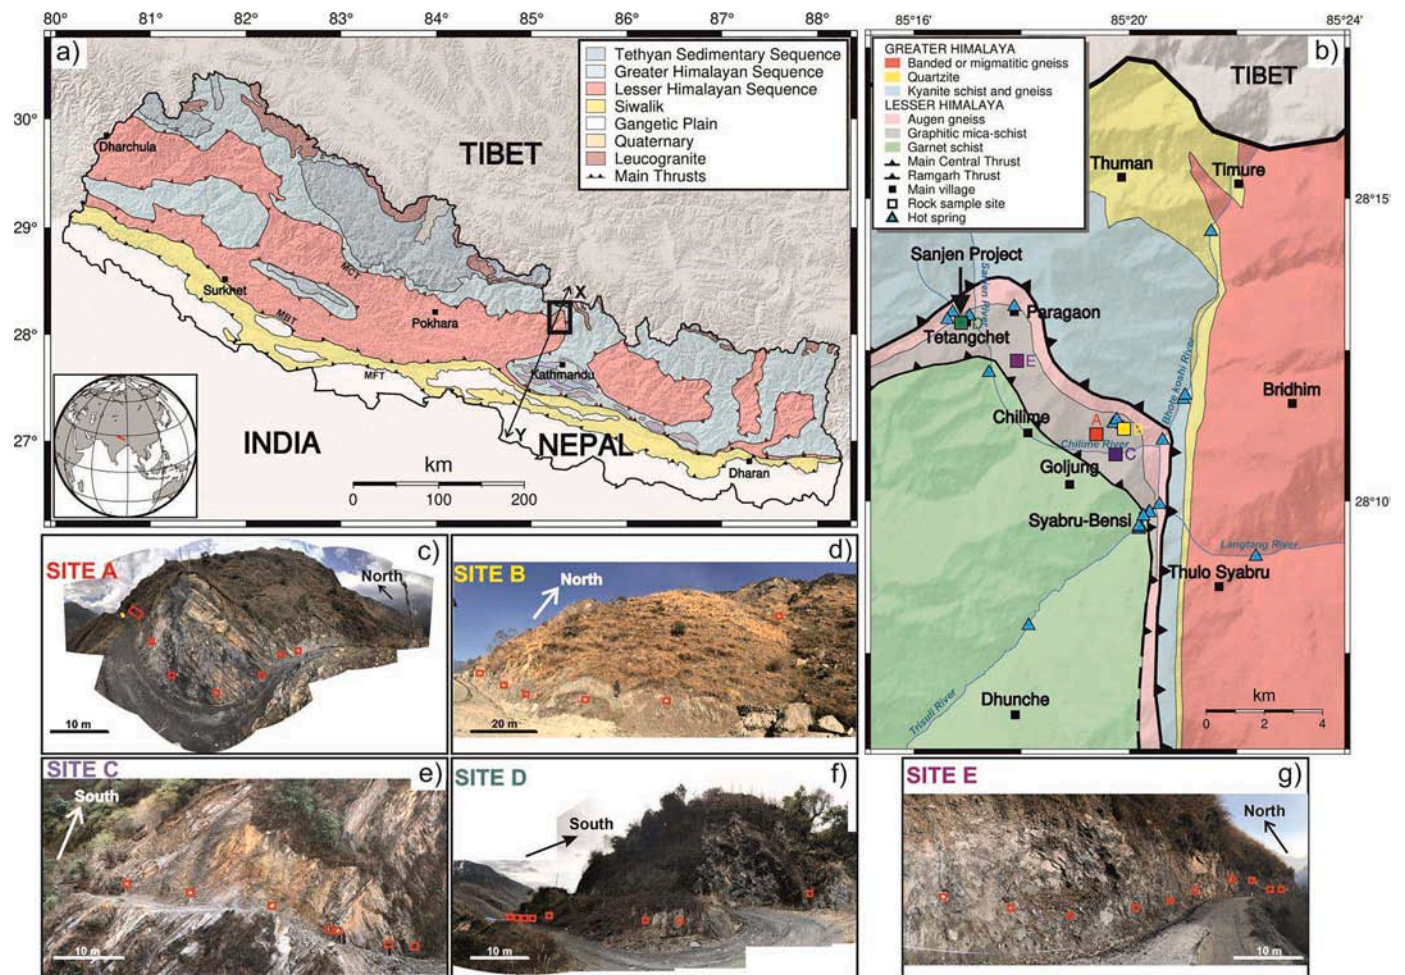 80°
81°
82°
83°
84°
85°
86°
87°
88°
a)
Tethyan Sedimentary Sequence
Greater Himalayan Sequence
Lesser Himalayan Sequence
Siwalik
Gangetic Plain
Quaternary
Leucogranite
Main Thrusts
30°
29°
28°
27°
Dharchula
TIBET
Surkhet
MCT
MBT
Pokhara
X
Kathmandu
MFT
Y
INDIA
NEPAL
Dharan
km
0
100
200
85°16'
85°20'
85°24'
b)
GREATER HIMALAYA
Banded or migmatitic gneiss
Quartzite
Kyanite schist and gneiss
LESSER HIMALAYA
Augen gneiss
Graphitic mica-schist
Garnet schist
Main Central Thrust
Ramgarh Thrust
Main village
Rock sample site
Hot spring
TIBET
Thuman
Timure
28°15'
Sanjen Project
Sanjen River
Paragaon
D
Tetangchet
E
Bhote koshi River
Bridhim
Chilime
A
Chilime River
C
Goljung
28°10'
Syabru-Bensi
Langtang River
Thulo Syabru
Dhunche
Trisuli River
km
0
2
4
c)
SITE A
North
10 m
d)
SITE B
North
20 m
e)
SITE C
South
10 m
f)
SITE D
South
10 m
g)
SITE E
North
10 m